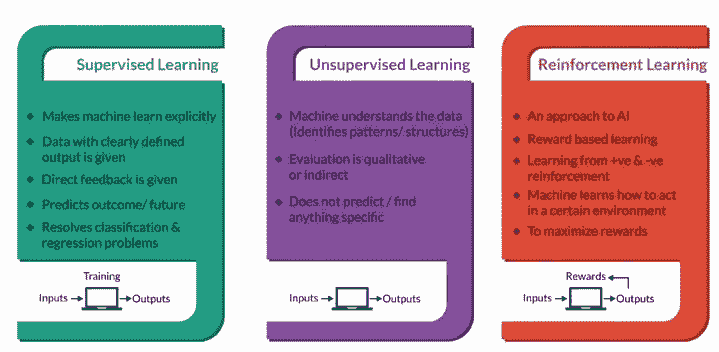 Supervised Learning
◆ Makes machine learn explicitly
◆ Data with clearly defined
output is given
◆ Direct feedback is given
◆ Predicts outcome/ future
◆ Resolves classification &
regression problems
Training
Inputs → → Outputs
Unsupervised Learning
◆ Machine understands the data
(Identifies patterns/ structures)
◆ Evaluation is qualitative
or indirect
◆ Does not predict / find
anything specific
Inputs → → Outputs
Reinforcement Learning
◆ An approach to AI
◆ Reward based learning
◆ Learning from +ve & -ve
reinforcement
◆ Machine learns how to act
in a certain environment
◆ To maximize rewards
Rewards
Inputs → → Outputs